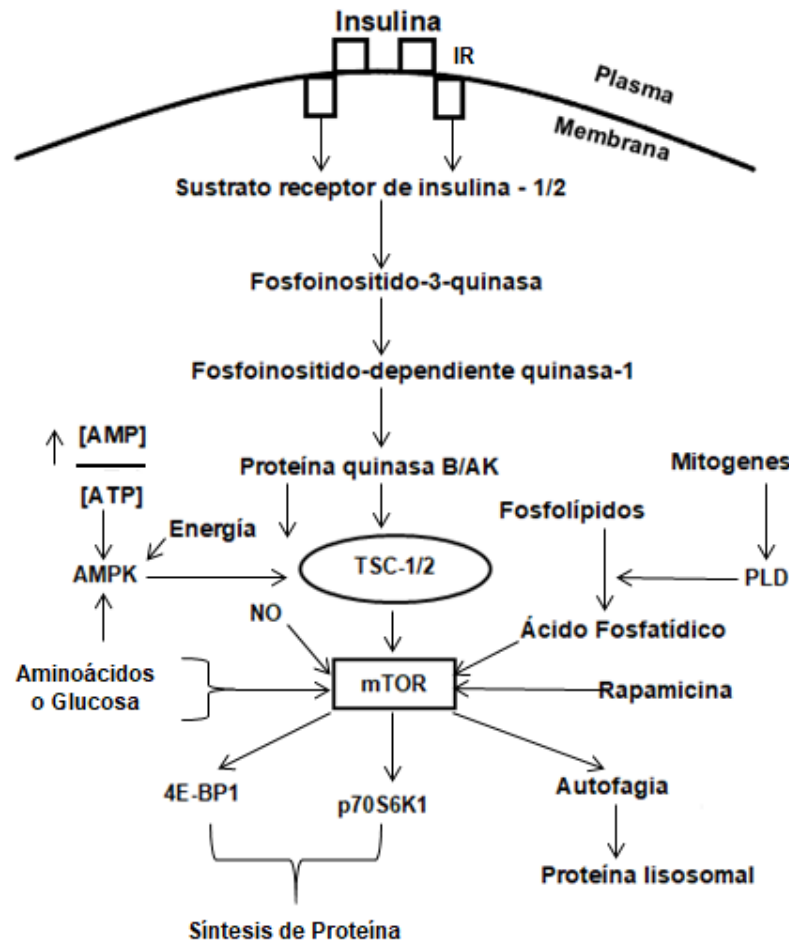 Insulina
IR
Plasma
Membrana
Sustrato receptor de insulina - 1/2
Fosfoinositido-3-quinasa
Fosfoinositido-dependiente quinasa-1
[AMP]
[ATP]
Proteína quinasa B/AK
Mitogenes
Energía
Fosfolípidos
AMPK
TSC-1/2
PLD
NO
Ácido Fosfatídico
Aminoácidos
o Glucosa
mTOR
Rapamicina
4E-BP1
p70S6K1
Autofagia
Proteína lisosomal
Síntesis de Proteína